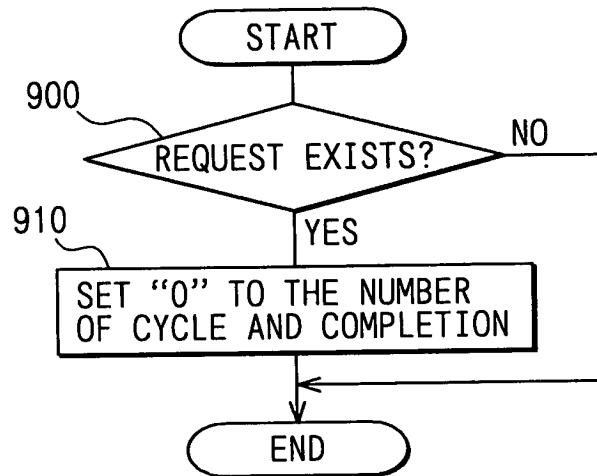 START
900
REQUEST EXISTS?
NO
YES
910
SET “0” TO THE NUMBER
OF CYCLE AND COMPLETION
END